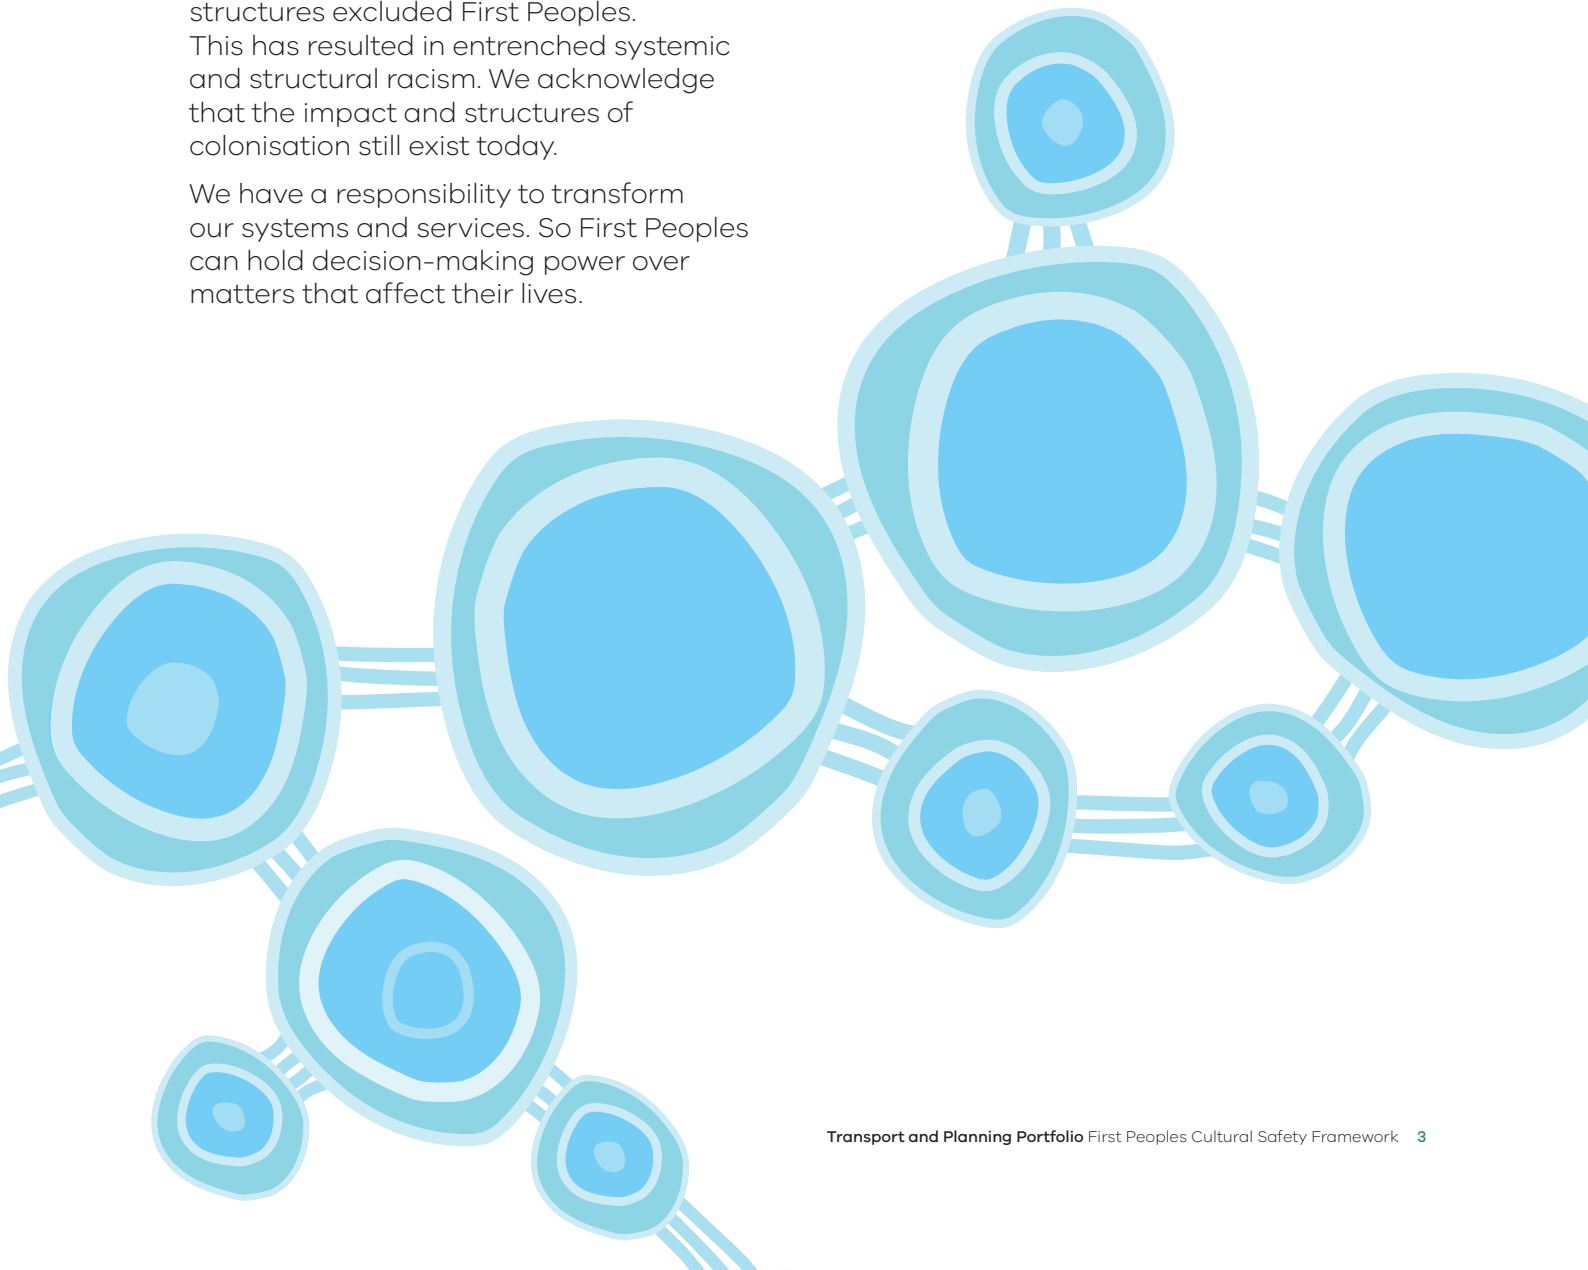 structures excluded First Peoples.
This has resulted in entrenched systemic
and structural racism. We acknowledge
that the impact and structures of
colonisation still exist today.
We have a responsibility to transform
our systems and services. So First Peoples
can hold decision-making power over
matters that affect their lives.
Transport and Planning Portfolio First Peoples Cultural Safety Framework 3